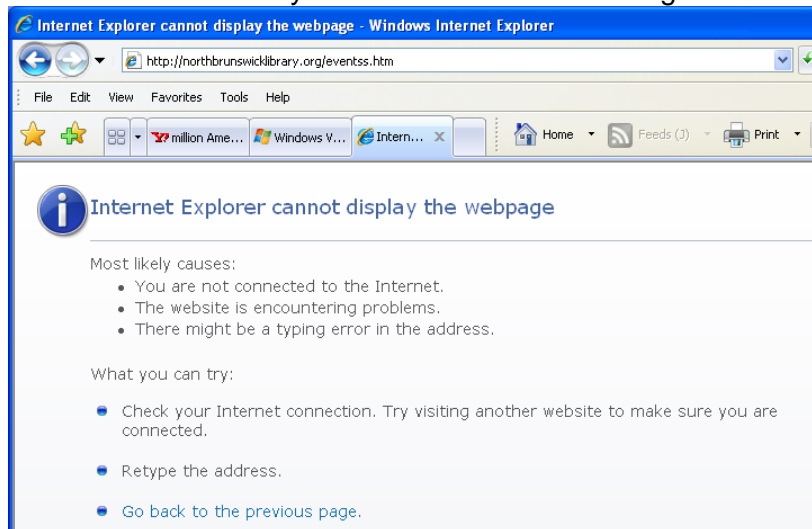 Internet Explorer cannot display the webpage - Windows Internet Explorer
http://northbrunswicklibrary.org/eventss.htm
File Edit View Favorites Tools Help
million Ame... Windows V... Intern... X Home Feeds (J) Print
Internet Explorer cannot display the webpage
Most likely causes:
• You are not connected to the Internet.
• The website is encountering problems.
• There might be a typing error in the address.
What you can try:
Check your Internet connection. Try visiting another website to make sure you are
connected.
Retype the address.
Go back to the previous page.